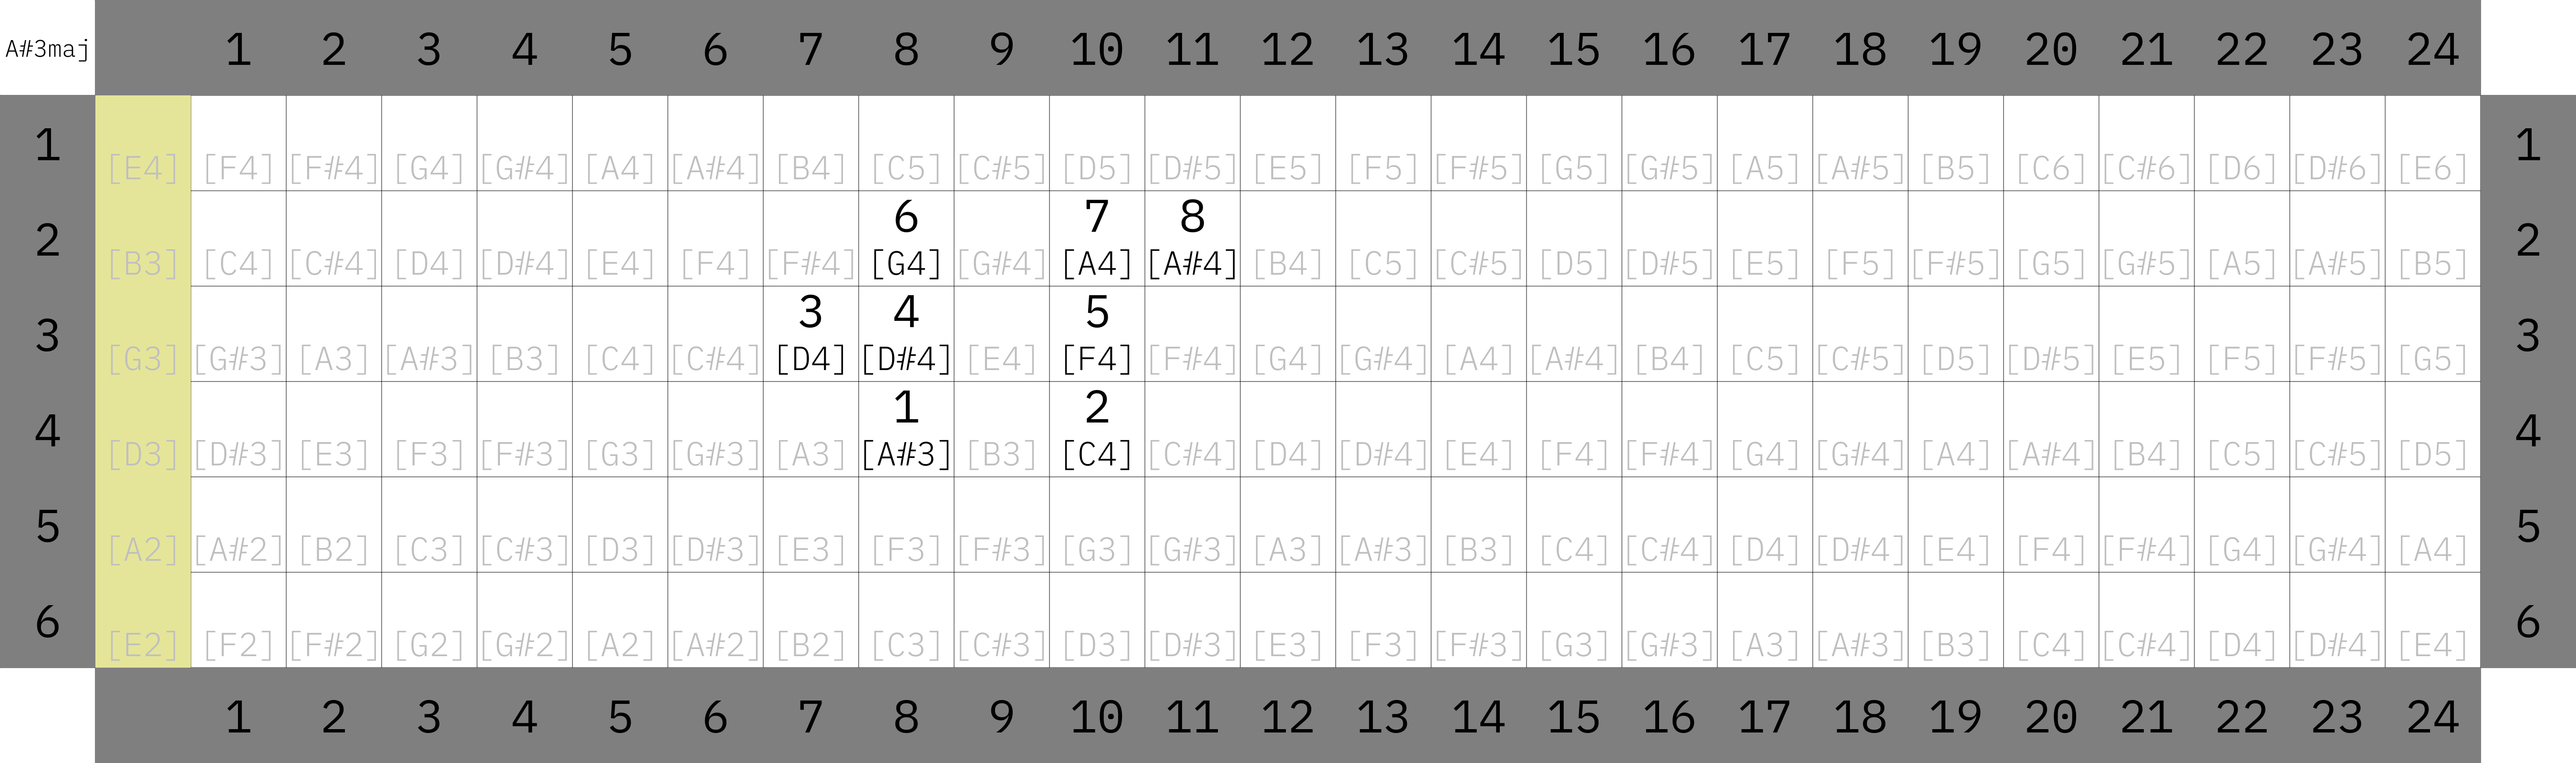 A#3maj 1 2 3 4 5 6 7 8 9 10 11 12 13 14 15 16 17 18 19 20 21 22 23 24
1 [E4] [F4] [F#4] [G4] [G#4] [A4] [A#4] [B4] [C5] [C#5] [D5] [D#5] [E5] [F5] [F#5] [G5] [G#5] [A5] [A#5] [B5] [C6] [C#6] [D6] [D#6] [E6] 1
6 7 8
2 [B3] [C4] [C#4] [D4] [D#4] [E4] [F4] [F#4] [G4] [G#4] [A4] [A#4] [B4] [C5] [C#5] [D5] [D#5] [E5] [F5] [F#5] [G5] [G#5] [A5] [A#5] [B5] 2
3 4 5
3 [G3] [G#3] [A3] [A#3] [B3] [C4] [C#4] [D4] [D#4] [E4] [F4] [F#4] [G4] [G#4] [A4] [A#4] [B4] [C5] [C#5] [D5] [D#5] [E5] [F5] [F#5] [G5] 3
1 2
4 [D3] [D#3] [E3] [F3] [F#3] [G3] [G#3] [A3] [A#3] [B3] [C4] [C#4] [D4] [D#4] [E4] [F4] [F#4] [G4] [G#4] [A4] [A#4] [B4] [C5] [C#5] [D5] 4
5 [A2] [A#2] [B2] [C3] [C#3] [D3] [D#3] [E3] [F3] [F#3] [G3] [G#3] [A3] [A#3] [B3] [C4] [C#4] [D4] [D#4] [E4] [F4] [F#4] [G4] [G#4] [A4] 5
6 [E2] [F2] [F#2] [G2] [G#2] [A2] [A#2] [B2] [C3] [C#3] [D3] [D#3] [E3] [F3] [F#3] [G3] [G#3] [A3] [A#3] [B3] [C4] [C#4] [D4] [D#4] [E4] 6
1 2 3 4 5 6 7 8 9 10 11 12 13 14 15 16 17 18 19 20 21 22 23 24